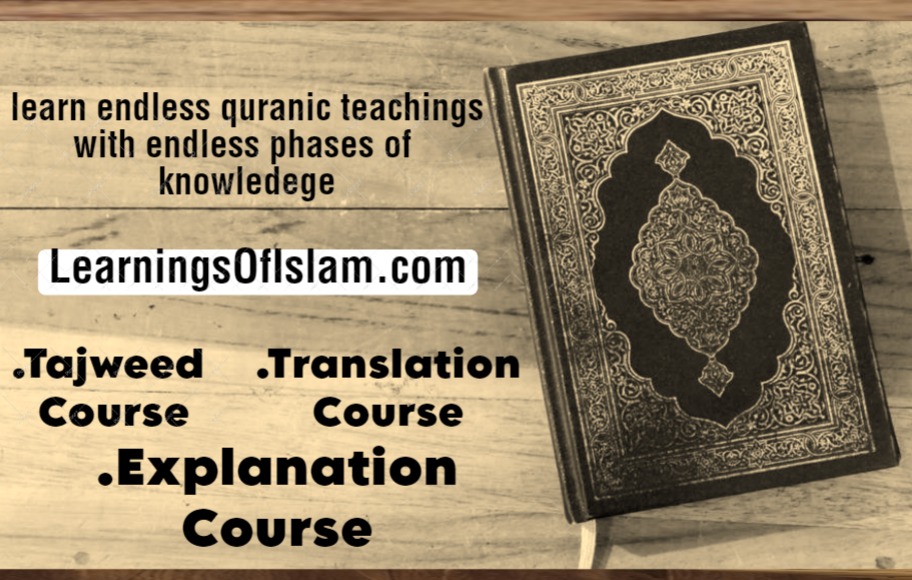 learn endless quranic teachings
with endless phases of
knowledege
LearningsOfIslam.com
.Tajweed
Course
.Translation
Course
.Explanation
Course